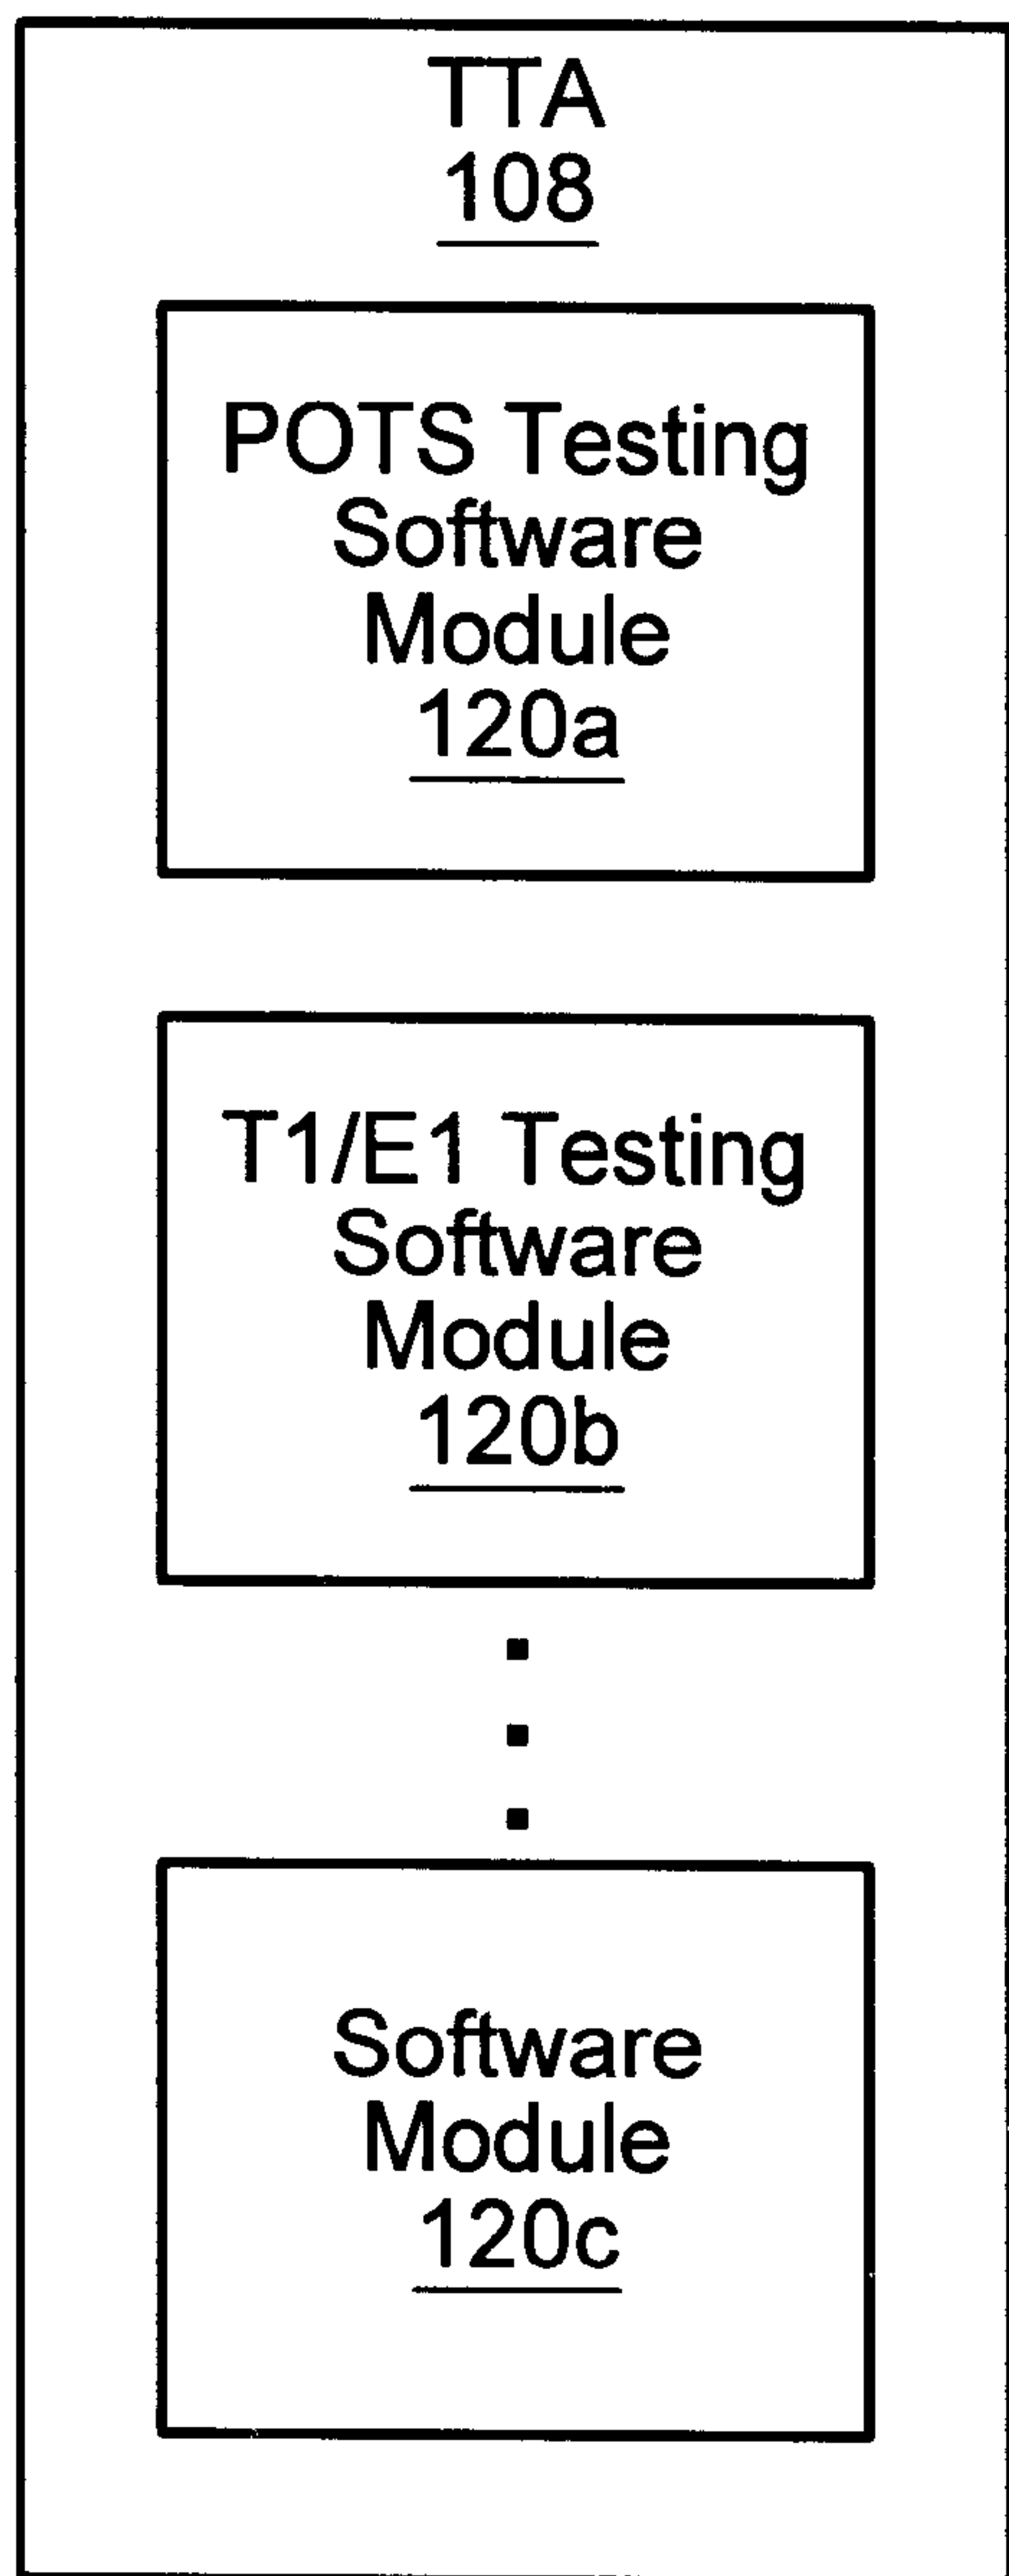 TTA
108
POTS Testing
Software
Module
120a
T1/E1 Testing
Software
Module
120b
Software
Module
120c